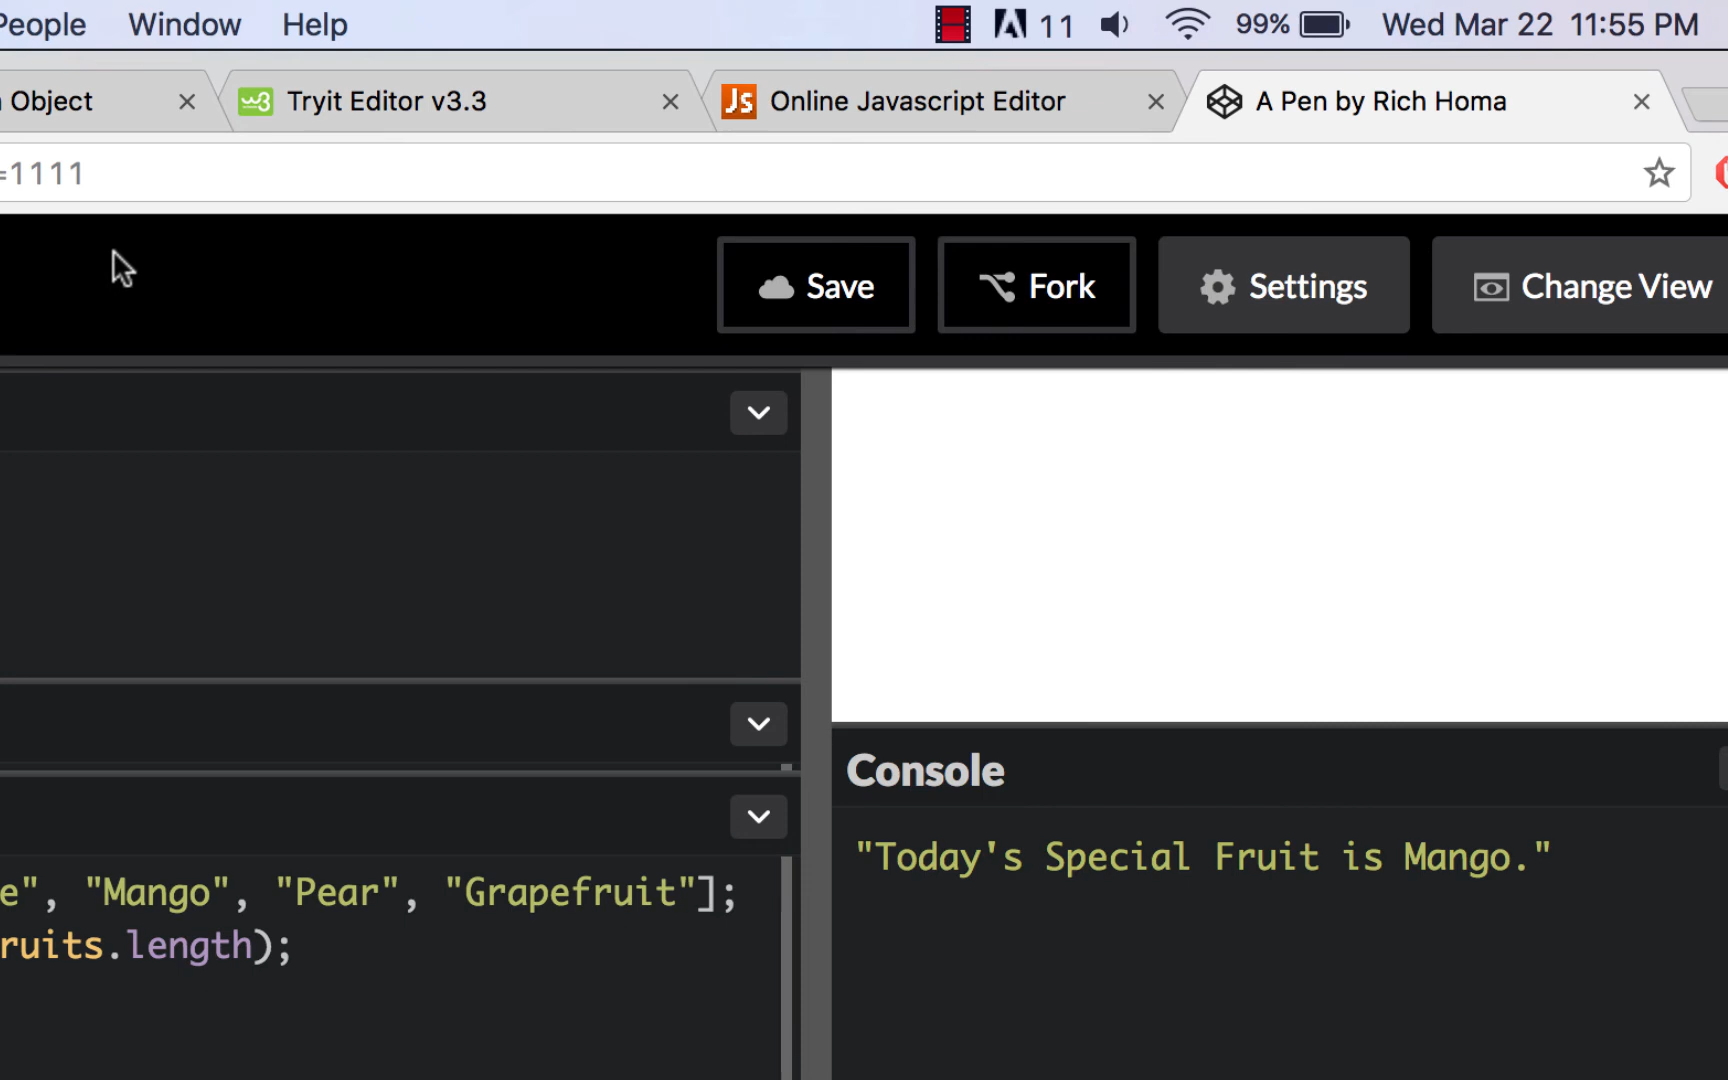 People Window Help 11 99% Wed Mar 22 11:55 PM
Object Tryit Editor v3.3 JS Online Javascript Editor A Pen by Rich Homa
=1111
Save Fork Settings Change View
Console
"Today's Special Fruit is Mango."
e", "Mango", "Pear", "Grapefruit"];
ruits.length);